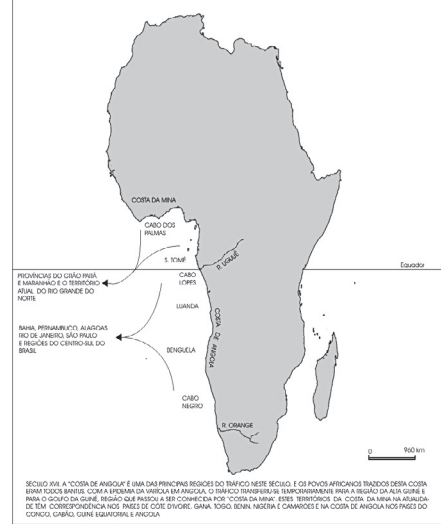 COSTA DA MINA
CABO DOS
PALMAS
S. TOMÉ
R. UGUIÉ
Equador
PROVÍNCIAS DO GRÃO PARÁ
E MARANHÃO E O TERRITÓRIO
ATUAL DO RIO GRANDE DO
NORTE
CABO
LOPES
LUANDA
COSTA DE ANGOLA
BAHIA, PERNAMBUCO, ALAGOAS
RIO DE JANEIRO, SÃO PAULO
E REGIÕES DO CENTRO-SUL DO
BRASIL
BENGUELA
CABO
NEGRO
R. ORANGE
0 960 km
SÉCULO XVII. A "COSTA DE ANGOLA" É UMA DAS PRINCIPAIS REGIÕES DO TRÁFICO NESTE SÉCULO. E OS POVOS AFRICANOS TRAZIDOS DESTA COSTA
ERAM TODOS BANTUS. COM A EPIDEMIA DA VARÍOLA EM ANGOLA, O TRÁFICO TRANSFERIU-SE TEMPORARIAMENTE PARA A REGIÃO DA ALTA GUINÉ E
PARA O GOLFO DA GUINÉ, REGIÃO QUE PASSOU A SER CONHECIDA POR "COSTA DA MINA". ESTES TERRITÓRIOS DA COSTA DA MINA NA ATUALIDA-
DE TÊM CORRESPONDÊNCIA NOS PAISES DE CÔTE D'IVOIRE, GANA, TOGO, BENIN, NIGÉRIA E CAMARÕES E NA COSTA DE ANGOLA NOS PAISES DO
CONGO, GABÃO, GUINÉ EQUATORIAL E ANGOLA